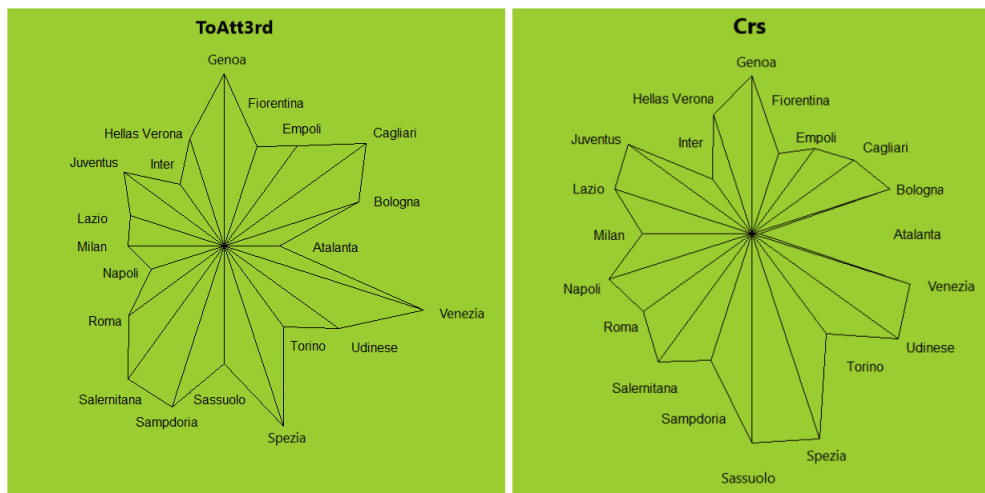 ToAtt3rd
Genoa
Fiorentina
Empoli
Hellas Verona
Cagliari
Juventus
Inter
Bologna
Lazio
Milan
Atalanta
Napoli
Venezia
Roma
Torino
Udinese
Salernitana
Sassuolo
Sampdoria
Spezia
Crs
Genoa
Hellas Verona
Fiorentina
Juventus
Inter
Empoli
Cagliari
Lazio
Bologna
Milan
Atalanta
Napoli
Venezia
Roma
Udinese
Torino
Salernitana
Sampdoria
Spezia
Sassuolo